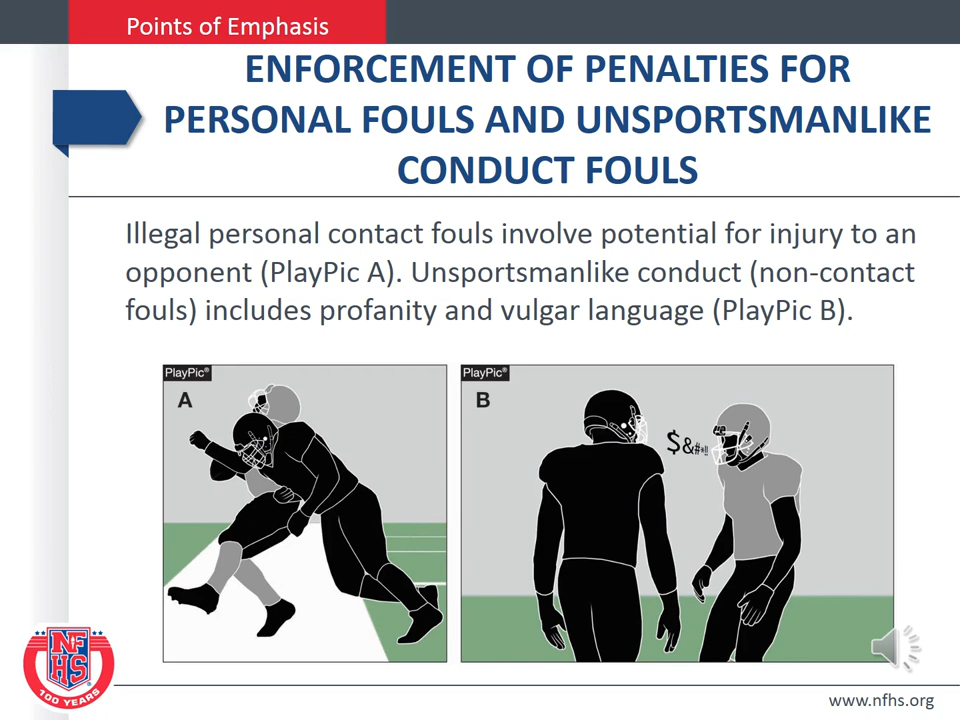 Points of Emphasis
ENFORCEMENT OF PENALTIES FOR
PERSONAL FOULS AND UNSPORTSMANLIKE
CONDUCT FOULS
Illegal personal contact fouls involve potential for injury to an
opponent (PlayPic A). Unsportsmanlike conduct (non-contact
fouls) includes profanity and vulgar language (PlayPic B).
PlayPic®
A
PlayPic®
B
$&#*!!
NF
HS
®
100 YEARS
www.nfhs.org